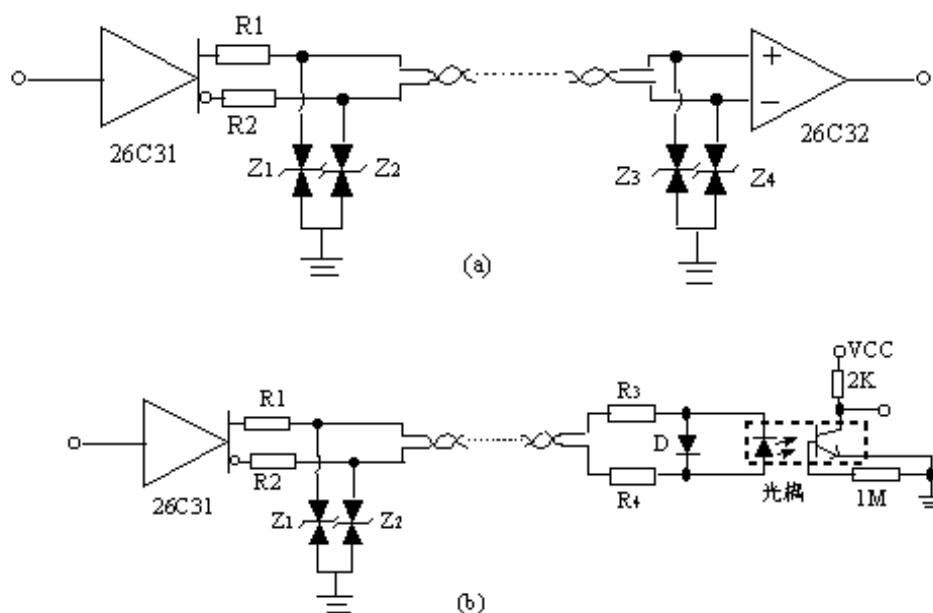 R1
R2
26C31
Z1
Z2
+
−
26C32
Z3
Z4
(a)
VCC
2K
R1
R2
26C31
Z1
Z2
R3
D
R4
光耦
1M
(b)